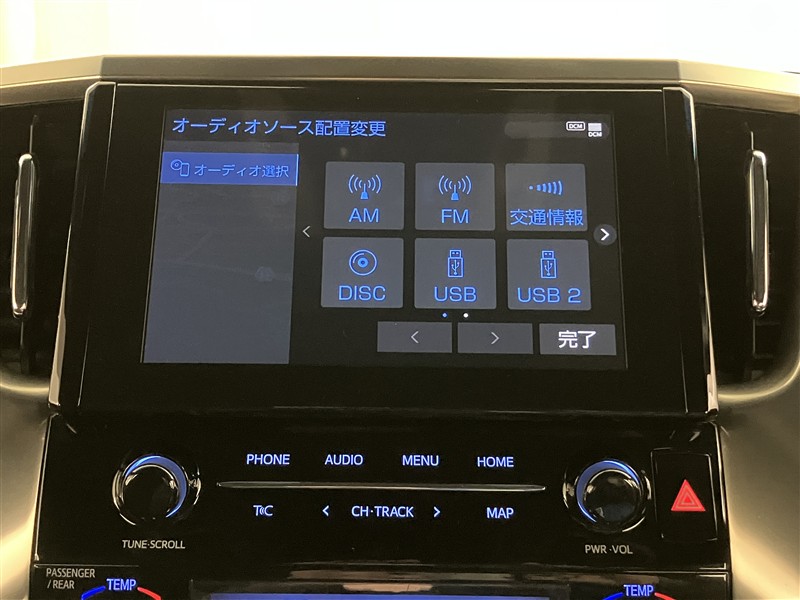 オーディオソース配置変更
DCM
DCM
オーディオ選択
AM
FM
交通情報
DISC
USB
USB 2
完了
PHONE
AUDIO
MENU
HOME
T
C
CH·TRACK
MAP
TUNE·SCROLL
PWR·VOL
PASSENGER
/ REAR
TEMP
TEMP